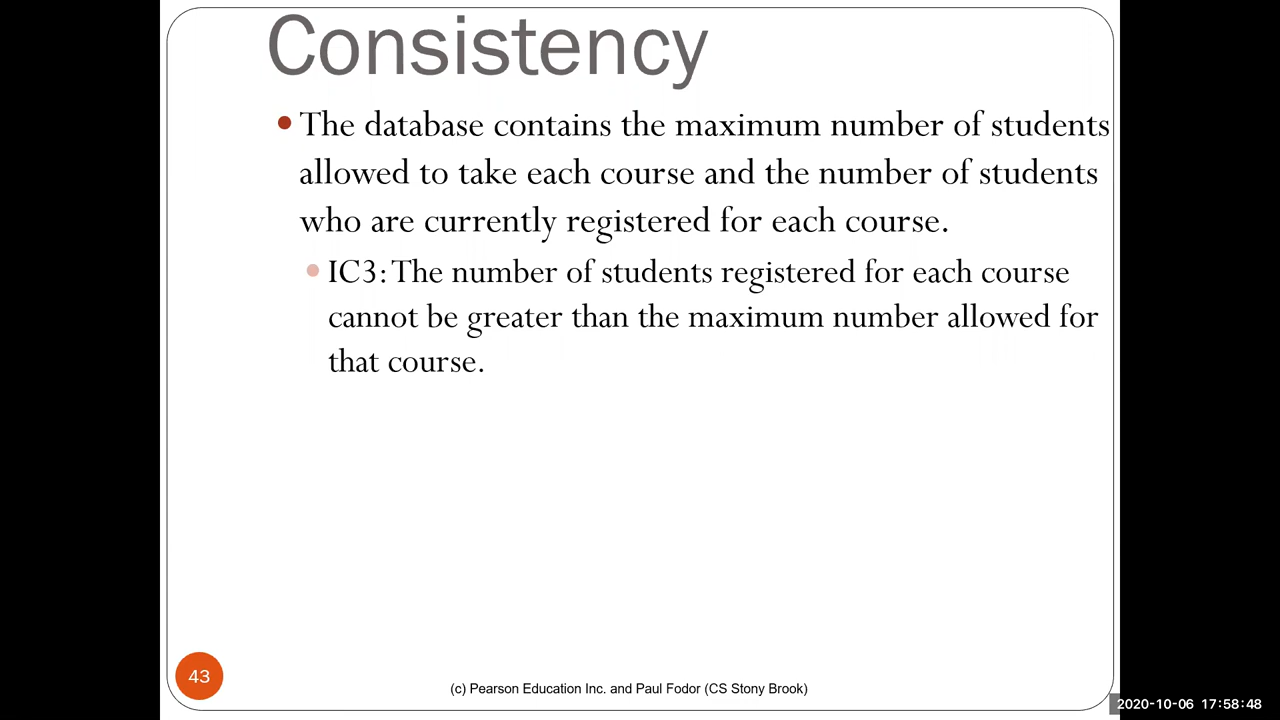 Consistency
The database contains the maximum number of students
allowed to take each course and the number of students
who are currently registered for each course.
IC3: The number of students registered for each course
cannot be greater than the maximum number allowed for
that course.
43
(c) Pearson Education Inc. and Paul Fodor (CS Stony Brook)
2020-10-06 17:58:48